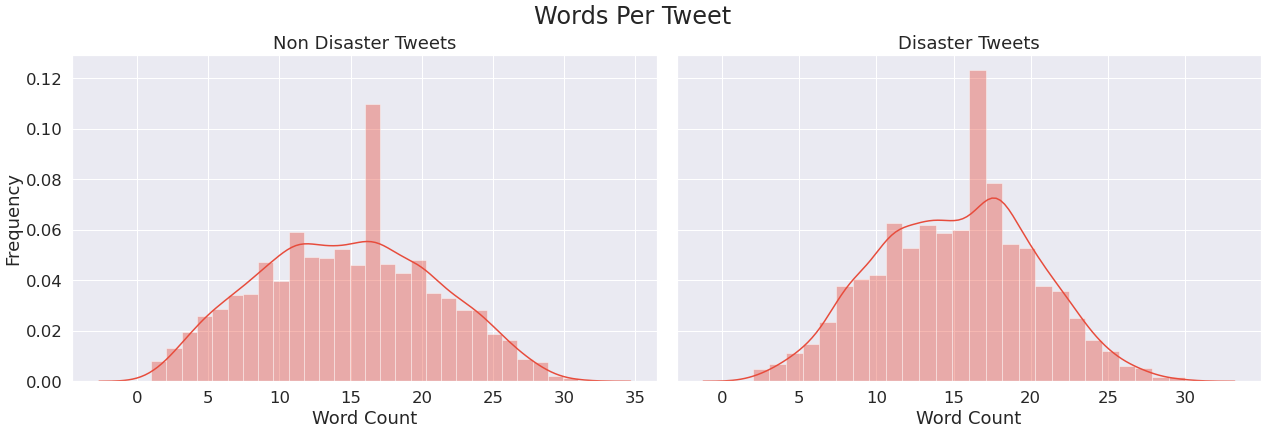 Words Per Tweet
Non Disaster Tweets
Disaster Tweets
Frequency
0.12
0.10
0.08
0.06
0.04
0.02
0.00
0 5 10 15 20 25 30 35
0 5 10 15 20 25 30
Word Count
Word Count